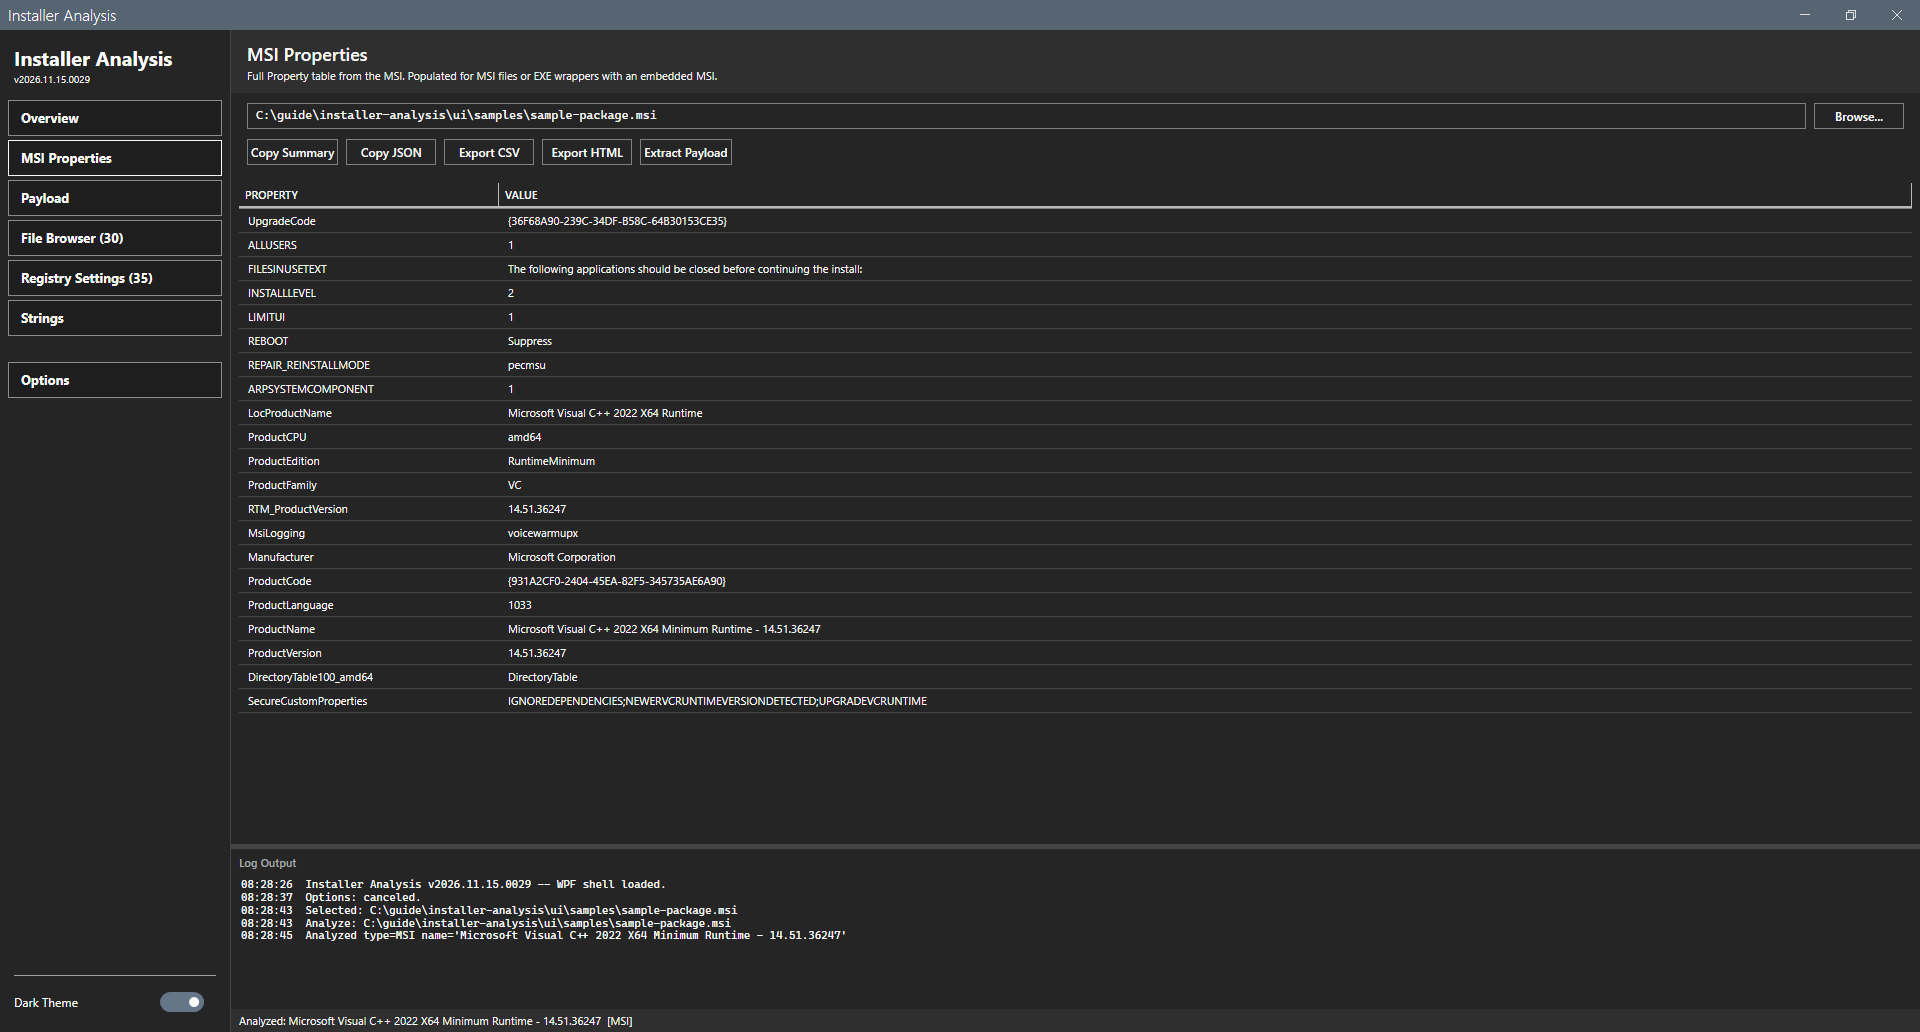 Installer Analysis
Installer Analysis
v2026.11.15.0029
Overview
MSI Properties
Payload
File Browser (30)
Registry Settings (35)
Strings
Options
Dark Theme
MSI Properties
Full Property table from the MSI. Populated for MSI files or EXE wrappers with an embedded MSI.
C:\guide\installer-analysis\ui\samples\sample-package.msi
Browse...
Copy Summary Copy JSON Export CSV Export HTML Extract Payload
PROPERTY VALUE
UpgradeCode {36F68A90-239C-34DF-B58C-64B30153CE35}
ALLUSERS 1
FILESINUSETEXT The following applications should be closed before continuing the install:
INSTALLLEVEL 2
LIMITUI 1
REBOOT Suppress
REPAIR_REINSTALLMODE pecmsu
ARPSYSTEMCOMPONENT 1
LocProductName Microsoft Visual C++ 2022 X64 Runtime
ProductCPU amd64
ProductEdition RuntimeMinimum
ProductFamily VC
RTM_ProductVersion 14.51.36247
MsiLogging voicewarmupx
Manufacturer Microsoft Corporation
ProductCode {931A2CF0-2404-45EA-82F5-345735AE6A90}
ProductLanguage 1033
ProductName Microsoft Visual C++ 2022 X64 Minimum Runtime - 14.51.36247
ProductVersion 14.51.36247
DirectoryTable100_amd64 DirectoryTable
SecureCustomProperties IGNOREDEPENDENCIES;NEWERVCRUNTIMEVERSIONDETECTED;UPGRADEVCRUNTIME
Log Output
08:28:26 Installer Analysis v2026.11.15.0029 -- WPF shell loaded.
08:28:37 Options: canceled.
08:28:43 Selected: C:\guide\installer-analysis\ui\samples\sample-package.msi
08:28:43 Analyze: C:\guide\installer-analysis\ui\samples\sample-package.msi
08:28:45 Analyzed type=MSI name='Microsoft Visual C++ 2022 X64 Minimum Runtime - 14.51.36247'
Analyzed: Microsoft Visual C++ 2022 X64 Minimum Runtime - 14.51.36247 [MSI]